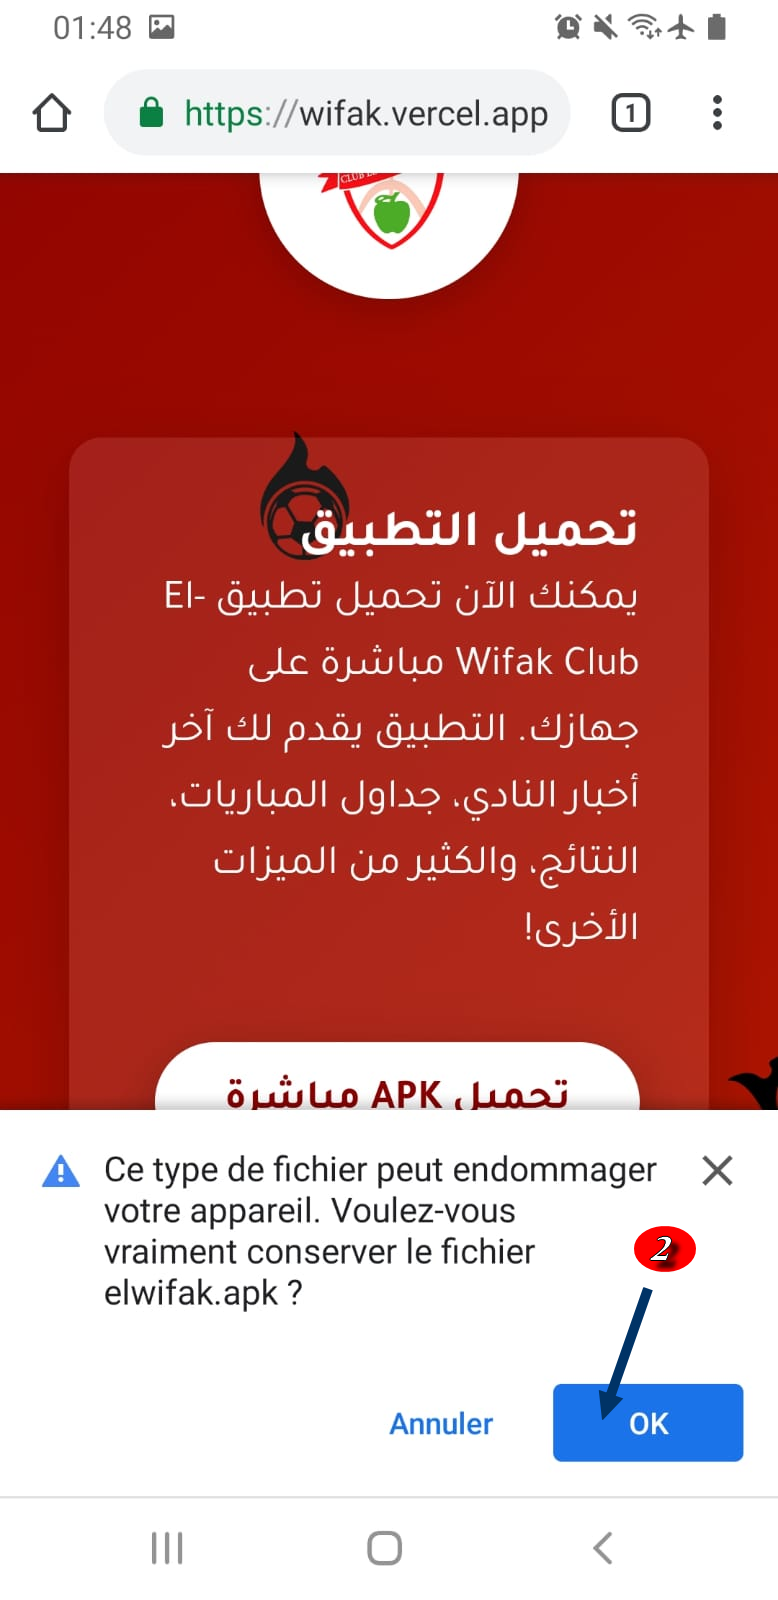 01:48
https://wifak.vercel.app
1
CLUB
تحميل التطبيق
يمكنك الآن تحميل تطبيق El-
Wifak Club مباشرة على
جهازك. التطبيق يقدم لك آخر
أخبار النادي، جداول المباريات،
النتائج، والكثير من الميزات
الأخرى!
تحميل APK مباشرة
Ce type de fichier peut endommager
votre appareil. Voulez-vous
vraiment conserver le fichier
elwifak.apk ?
2
Annuler
OK